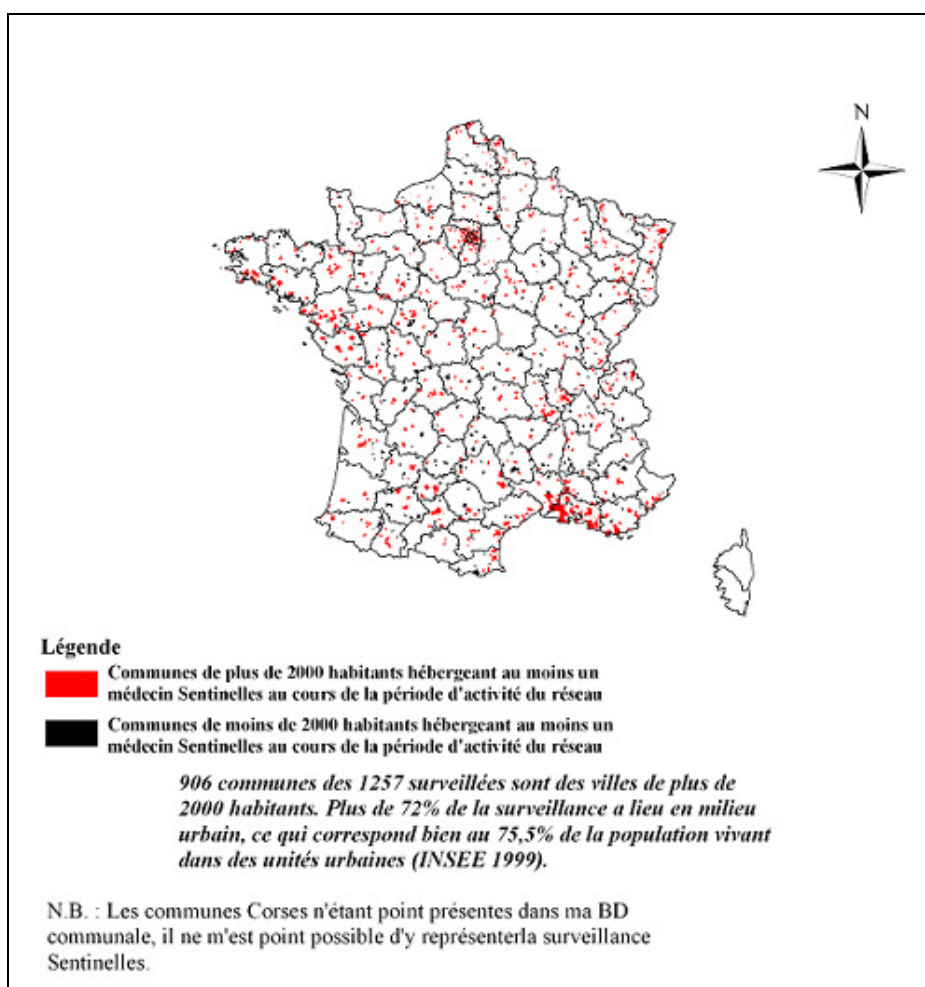 N
Légende
Communes de plus de 2000 habitants hébergeant au moins un
médecin Sentinelles au cours de la période d'activité du réseau
Communes de moins de 2000 habitants hébergeant au moins un
médecin Sentinelles au cours de la période d'activité du réseau
906 communes des 1257 surveillées sont des villes de plus de
2000 habitants. Plus de 72% de la surveillance a lieu en milieu
urbain, ce qui correspond bien au 75,5% de la population vivant
dans des unités urbaines (INSEE 1999).
N.B. : Les communes Corses n'étant point présentes dans ma BD
communale, il ne m'est point possible d'y représenterla surveillance
Sentinelles.